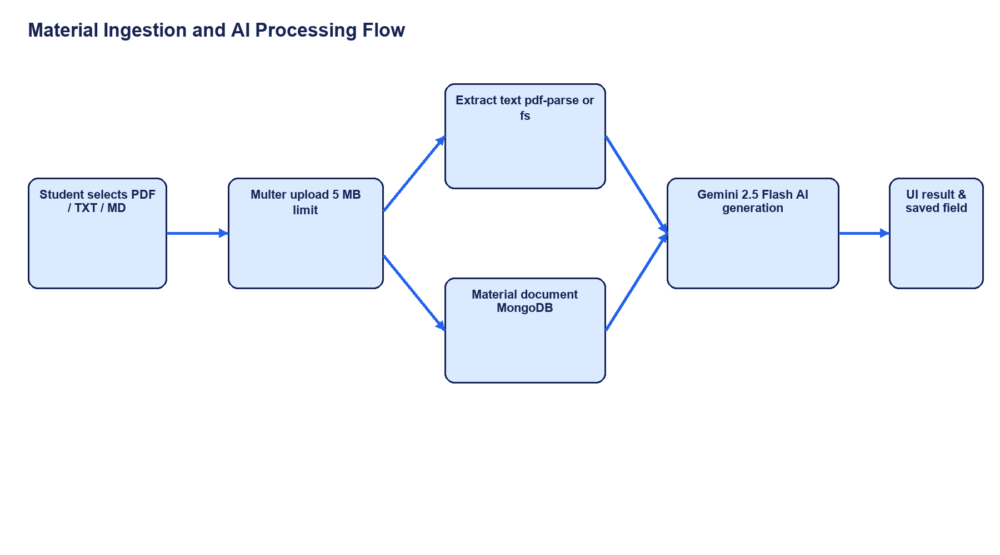 Material Ingestion and AI Processing Flow
Student selects PDF
/ TXT / MD
Multer upload 5 MB
limit
Extract text pdf-parse or
fs
Material document
MongoDB
Gemini 2.5 Flash AI
generation
UI result &
saved field